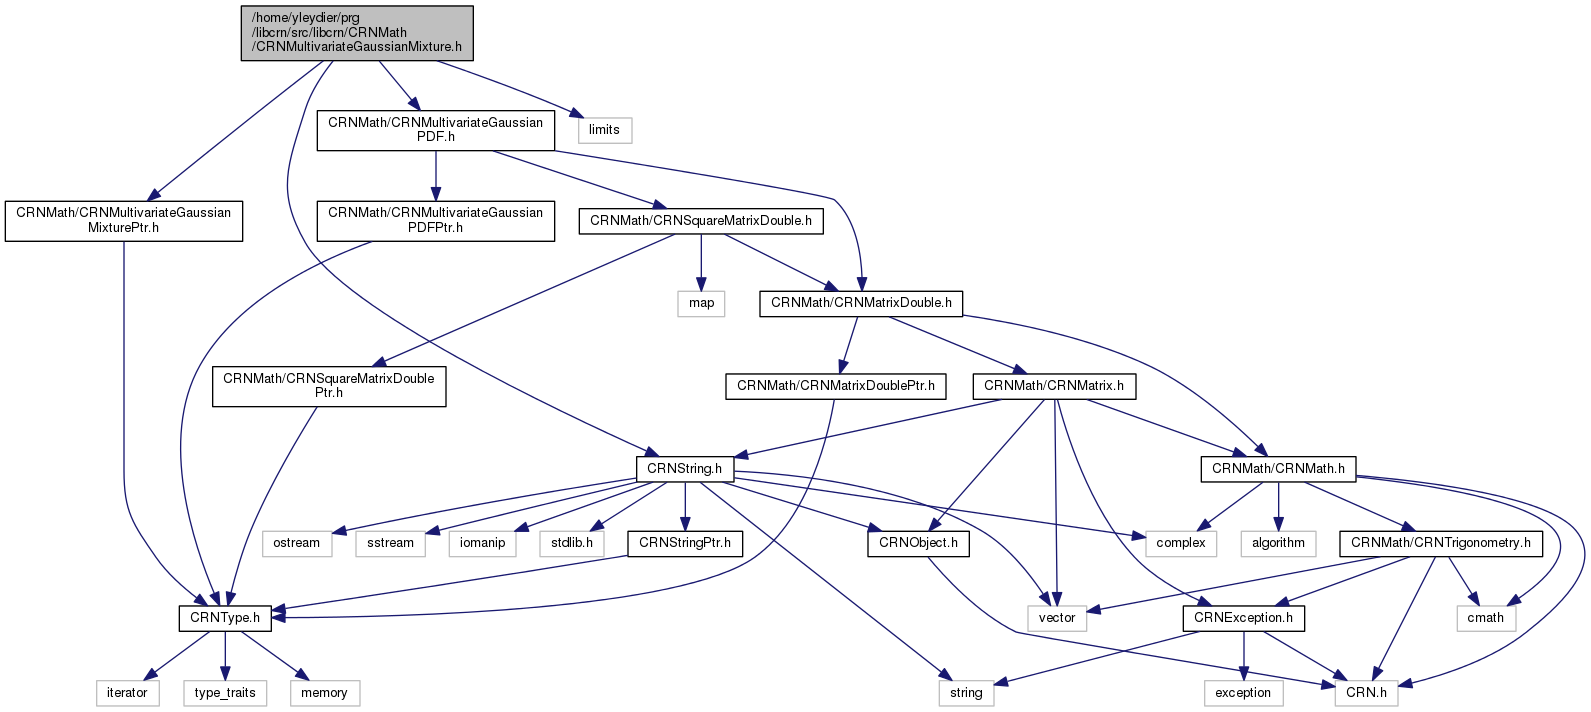 /home/yleydier/prg
/libcrn/src/libcrn/CRNMath
/CRNMultivariateGaussianMixture.h
CRNMath/CRNMultivariateGaussian
PDF.h
limits
CRNMath/CRNMultivariateGaussian
MixturePtr.h
CRNMath/CRNMultivariateGaussian
PDFPtr.h
CRNMath/CRNSquareMatrixDouble.h
map
CRNMath/CRNMatrixDouble.h
CRNMath/CRNSquareMatrixDouble
Ptr.h
CRNMath/CRNMatrixDoublePtr.h
CRNMath/CRNMatrix.h
CRNString.h
CRNMath/CRNMath.h
ostream
sstream
iomanip
stdlib.h
CRNStringPtr.h
CRNObject.h
complex
algorithm
CRNMath/CRNTrigonometry.h
CRNType.h
vector
CRNException.h
cmath
iterator
type_traits
memory
string
exception
CRN.h